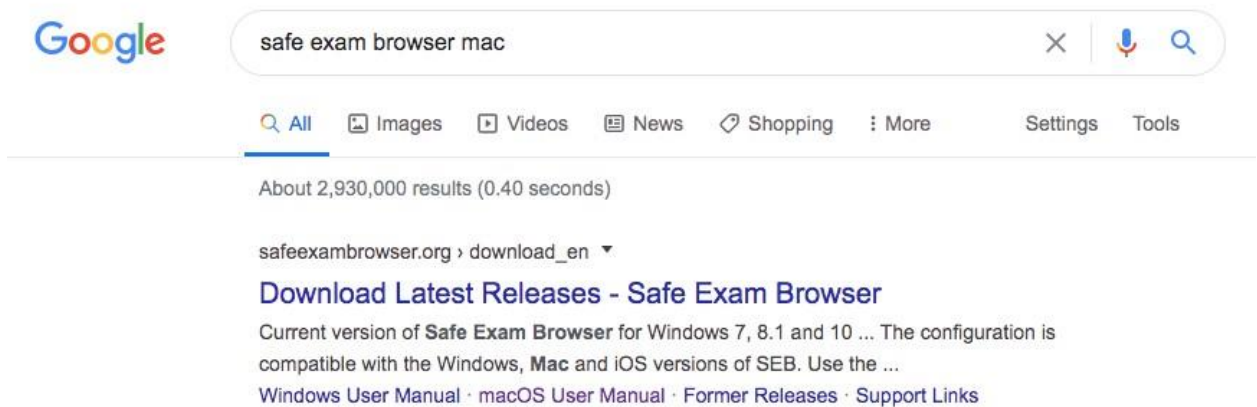 Google safe exam browser mac
All Images Videos News Shopping More Settings Tools
About 2,930,000 results (0.40 seconds)
safeexambrowser.org › download_en
Download Latest Releases - Safe Exam Browser
Current version of Safe Exam Browser for Windows 7, 8.1 and 10 ... The configuration is
compatible with the Windows, Mac and iOS versions of SEB. Use the ...
Windows User Manual · macOS User Manual · Former Releases · Support Links